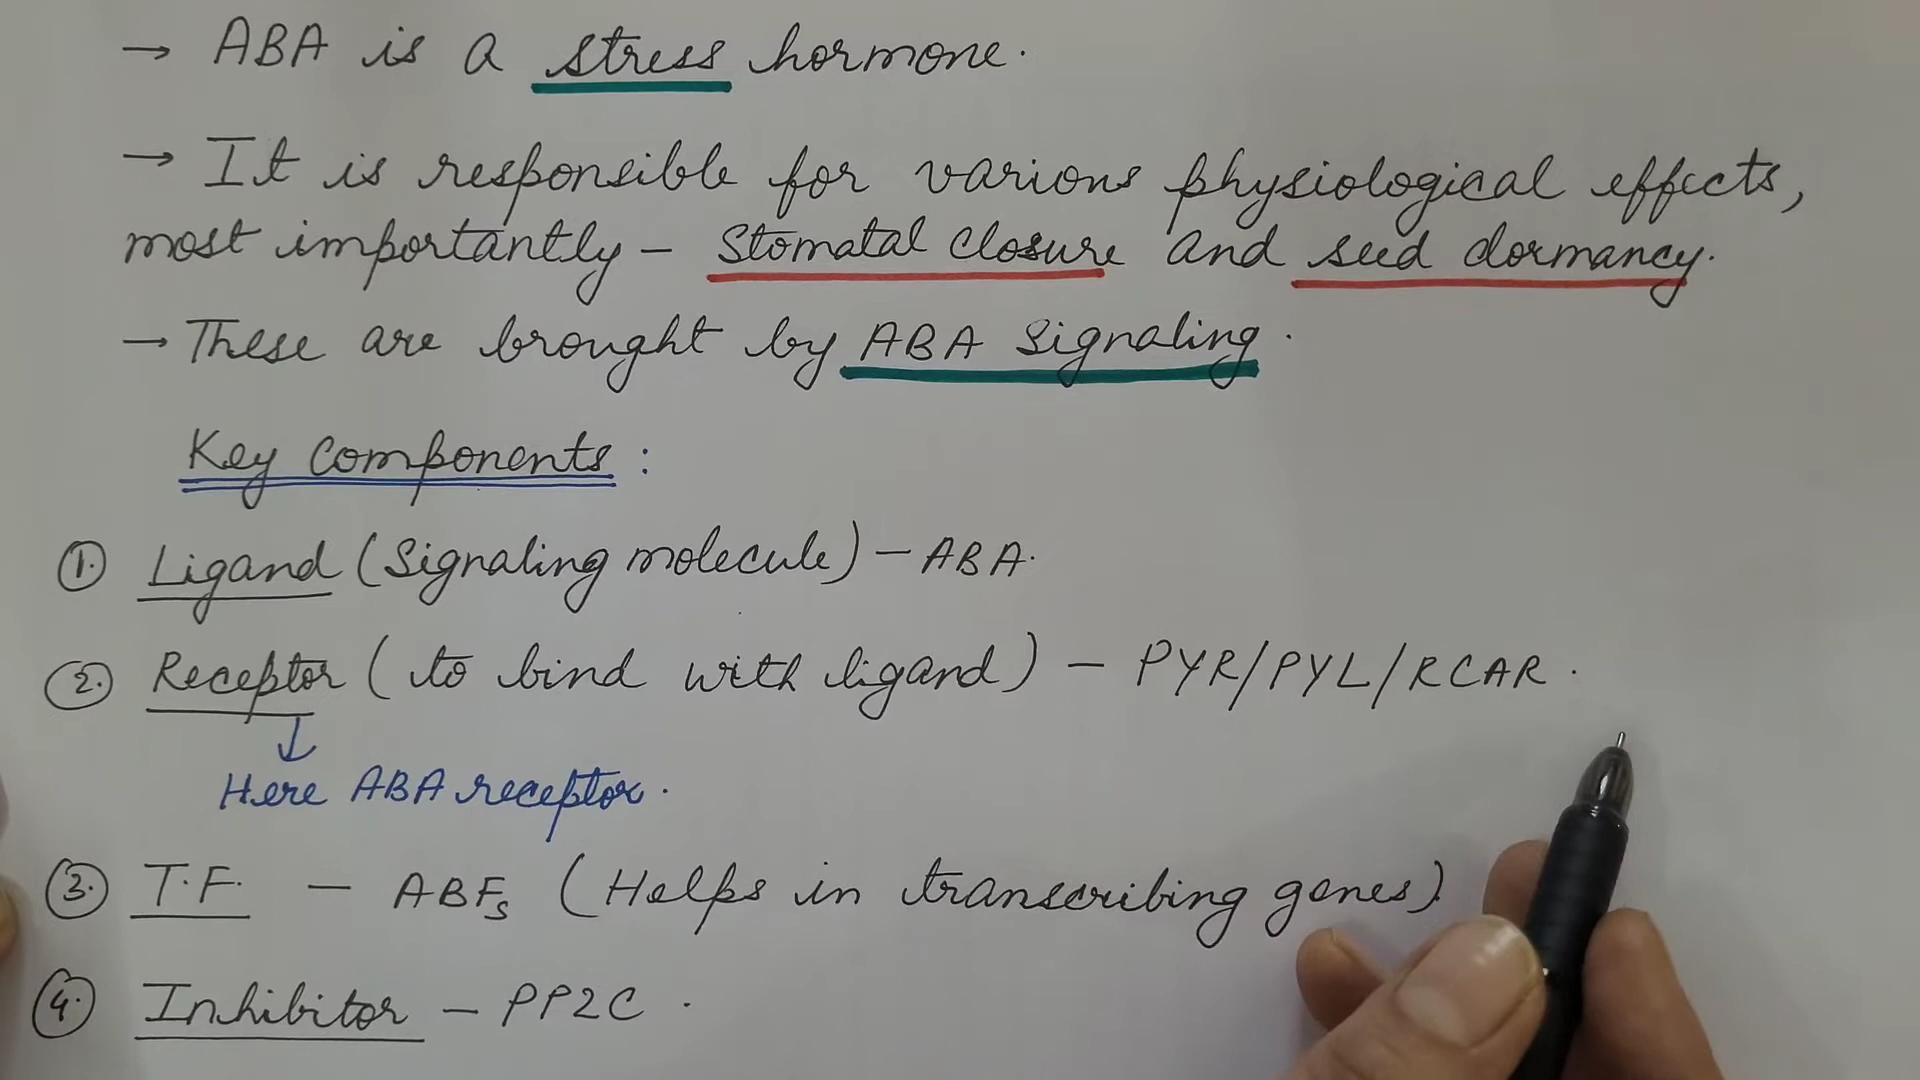 → ABA is a stress hormone.
→ It is responsible for various physiological effects,
most importantly – Stomatal closure and seed dormancy.
→ These are brought by ABA Signaling.
Key Components :
1. Ligand (Signaling molecule) – ABA.
2. Receptor (to bind with ligand) – PYR/PYL/RCAR.
↓
Here ABA receptor.
3. T.F. – ABFs (Helps in transcribing genes)
4. Inhibitor – PP2C.